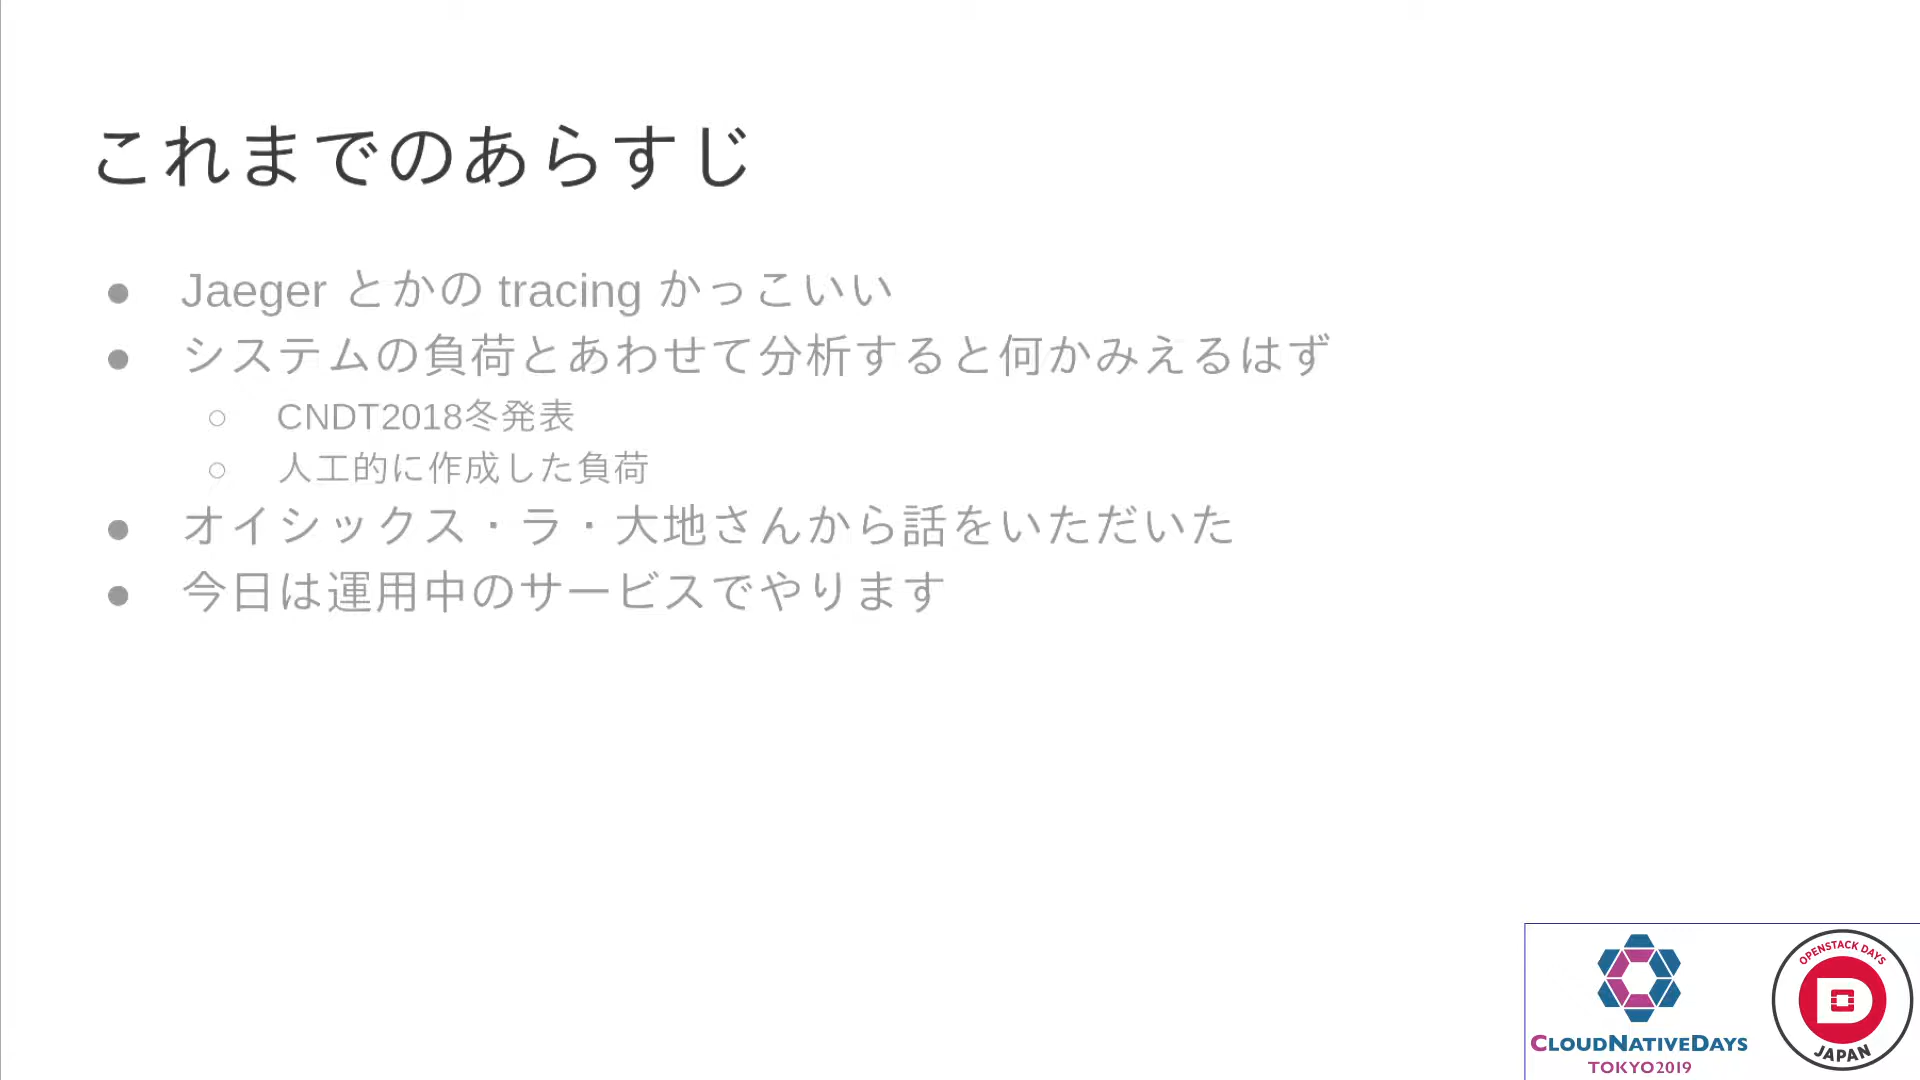 これまでのあらすじ
● Jaeger とかの tracing かっこいい
● システムの負荷とあわせて分析すると何かみえるはず
○ CNDT2018冬発表
○ 人工的に作成した負荷
● オイシックス・ラ・大地さんから話をいただいた
● 今日は運用中のサービスでやります
CLOUDNATIVEDAYS
TOKYO2019
OPENSTACK DAYS
JAPAN